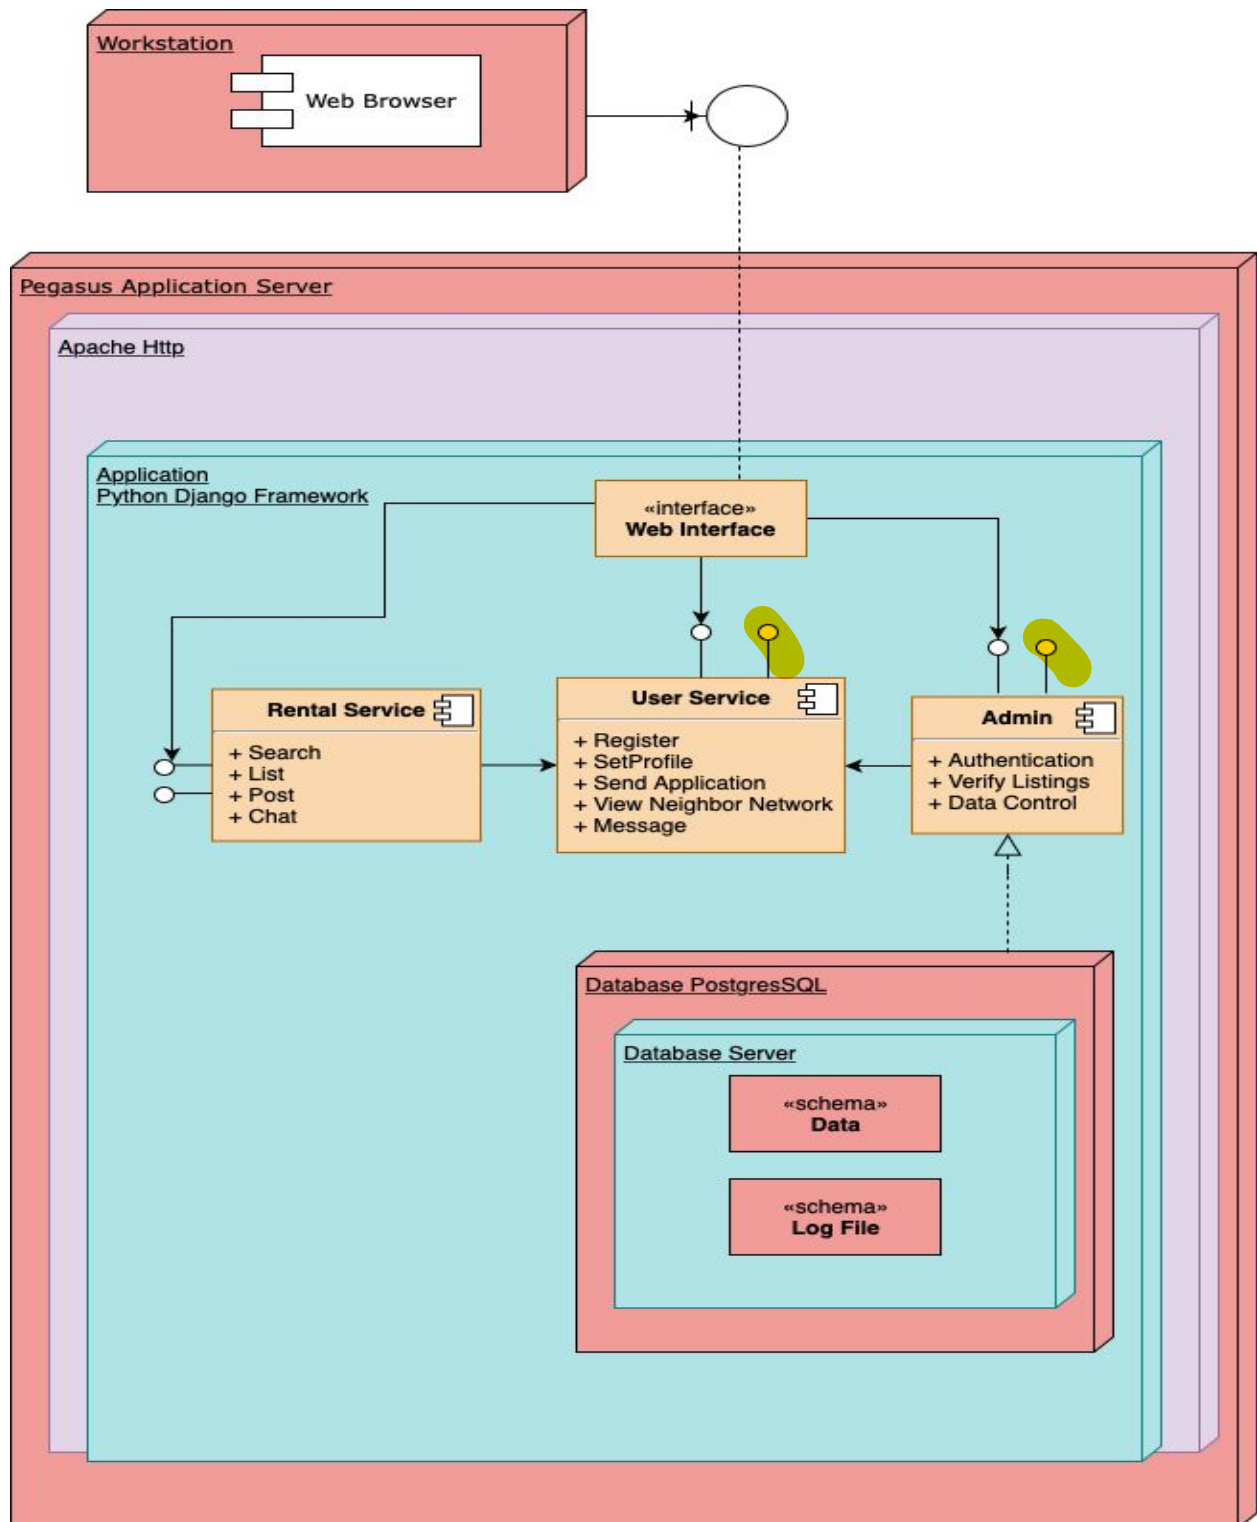 Workstation
Web Browser
Pegasus Application Server
Apache Http
Application
Python Django Framework
«interface»
Web Interface
Rental Service
+ Search
+ List
+ Post
+ Chat
User Service
+ Register
+ SetProfile
+ Send Application
+ View Neighbor Network
+ Message
Admin
+ Authentication
+ Verify Listings
+ Data Control
Database PostgresSQL
Database Server
«schema»
Data
«schema»
Log File